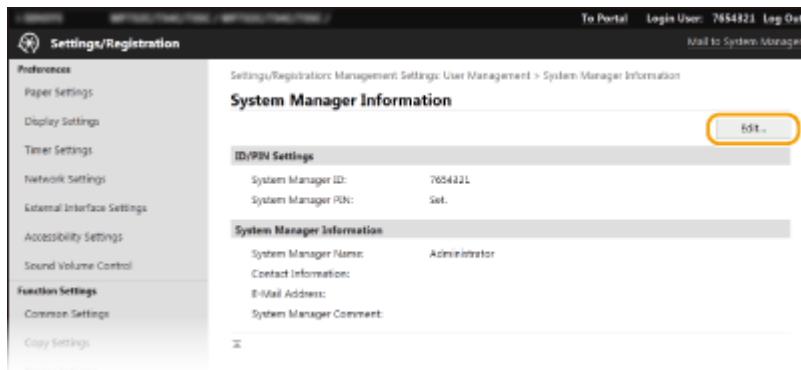 To Portal Login User: 7654321 Log Out
Settings/Registration
Mail to System Manager
Preferences
Paper Settings
Display Settings
Timer Settings
Network Settings
External Interface Settings
Accessibility Settings
Sound Volume Control
Function Settings
Common Settings
Copy Settings
Settings/Registration: Management Settings: User Management > System Manager Information
System Manager Information
Edit...
ID/PIN Settings
System Manager ID: 7654321
System Manager PIN: Set.
System Manager Information
System Manager Name: Administrator
Contact Information:
E-Mail Address:
System Manager Comment: